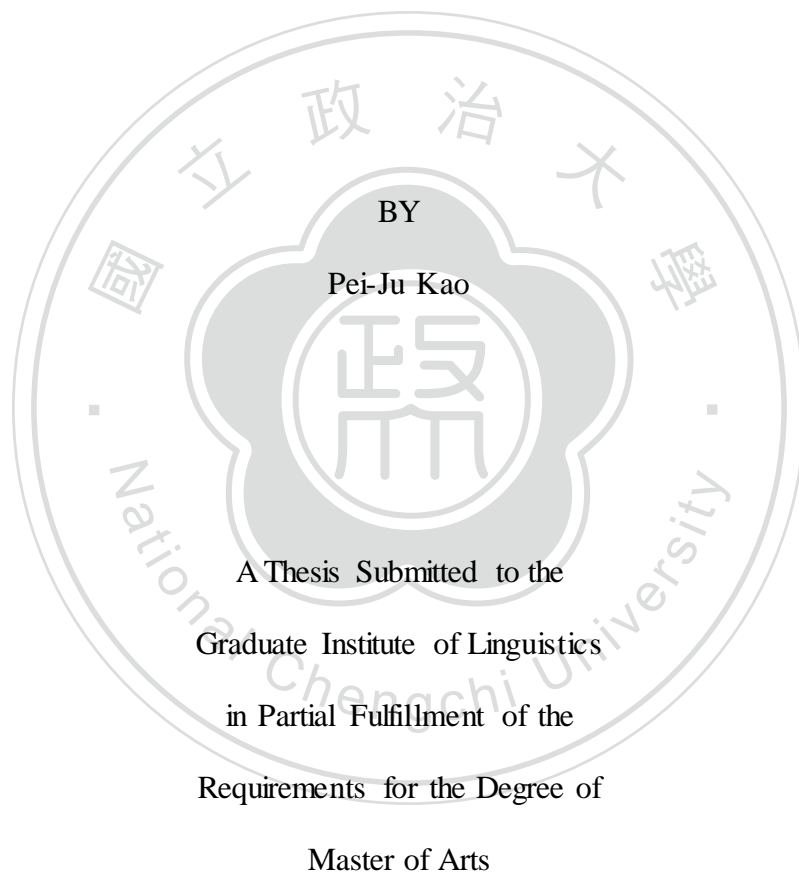 國立政治大學
BY
Pei-Ju Kao
政
A Thesis Submitted to the
Graduate Institute of Linguistics
in Partial Fulfillment of the
Requirements for the Degree of
Master of Arts
National Chengchi University